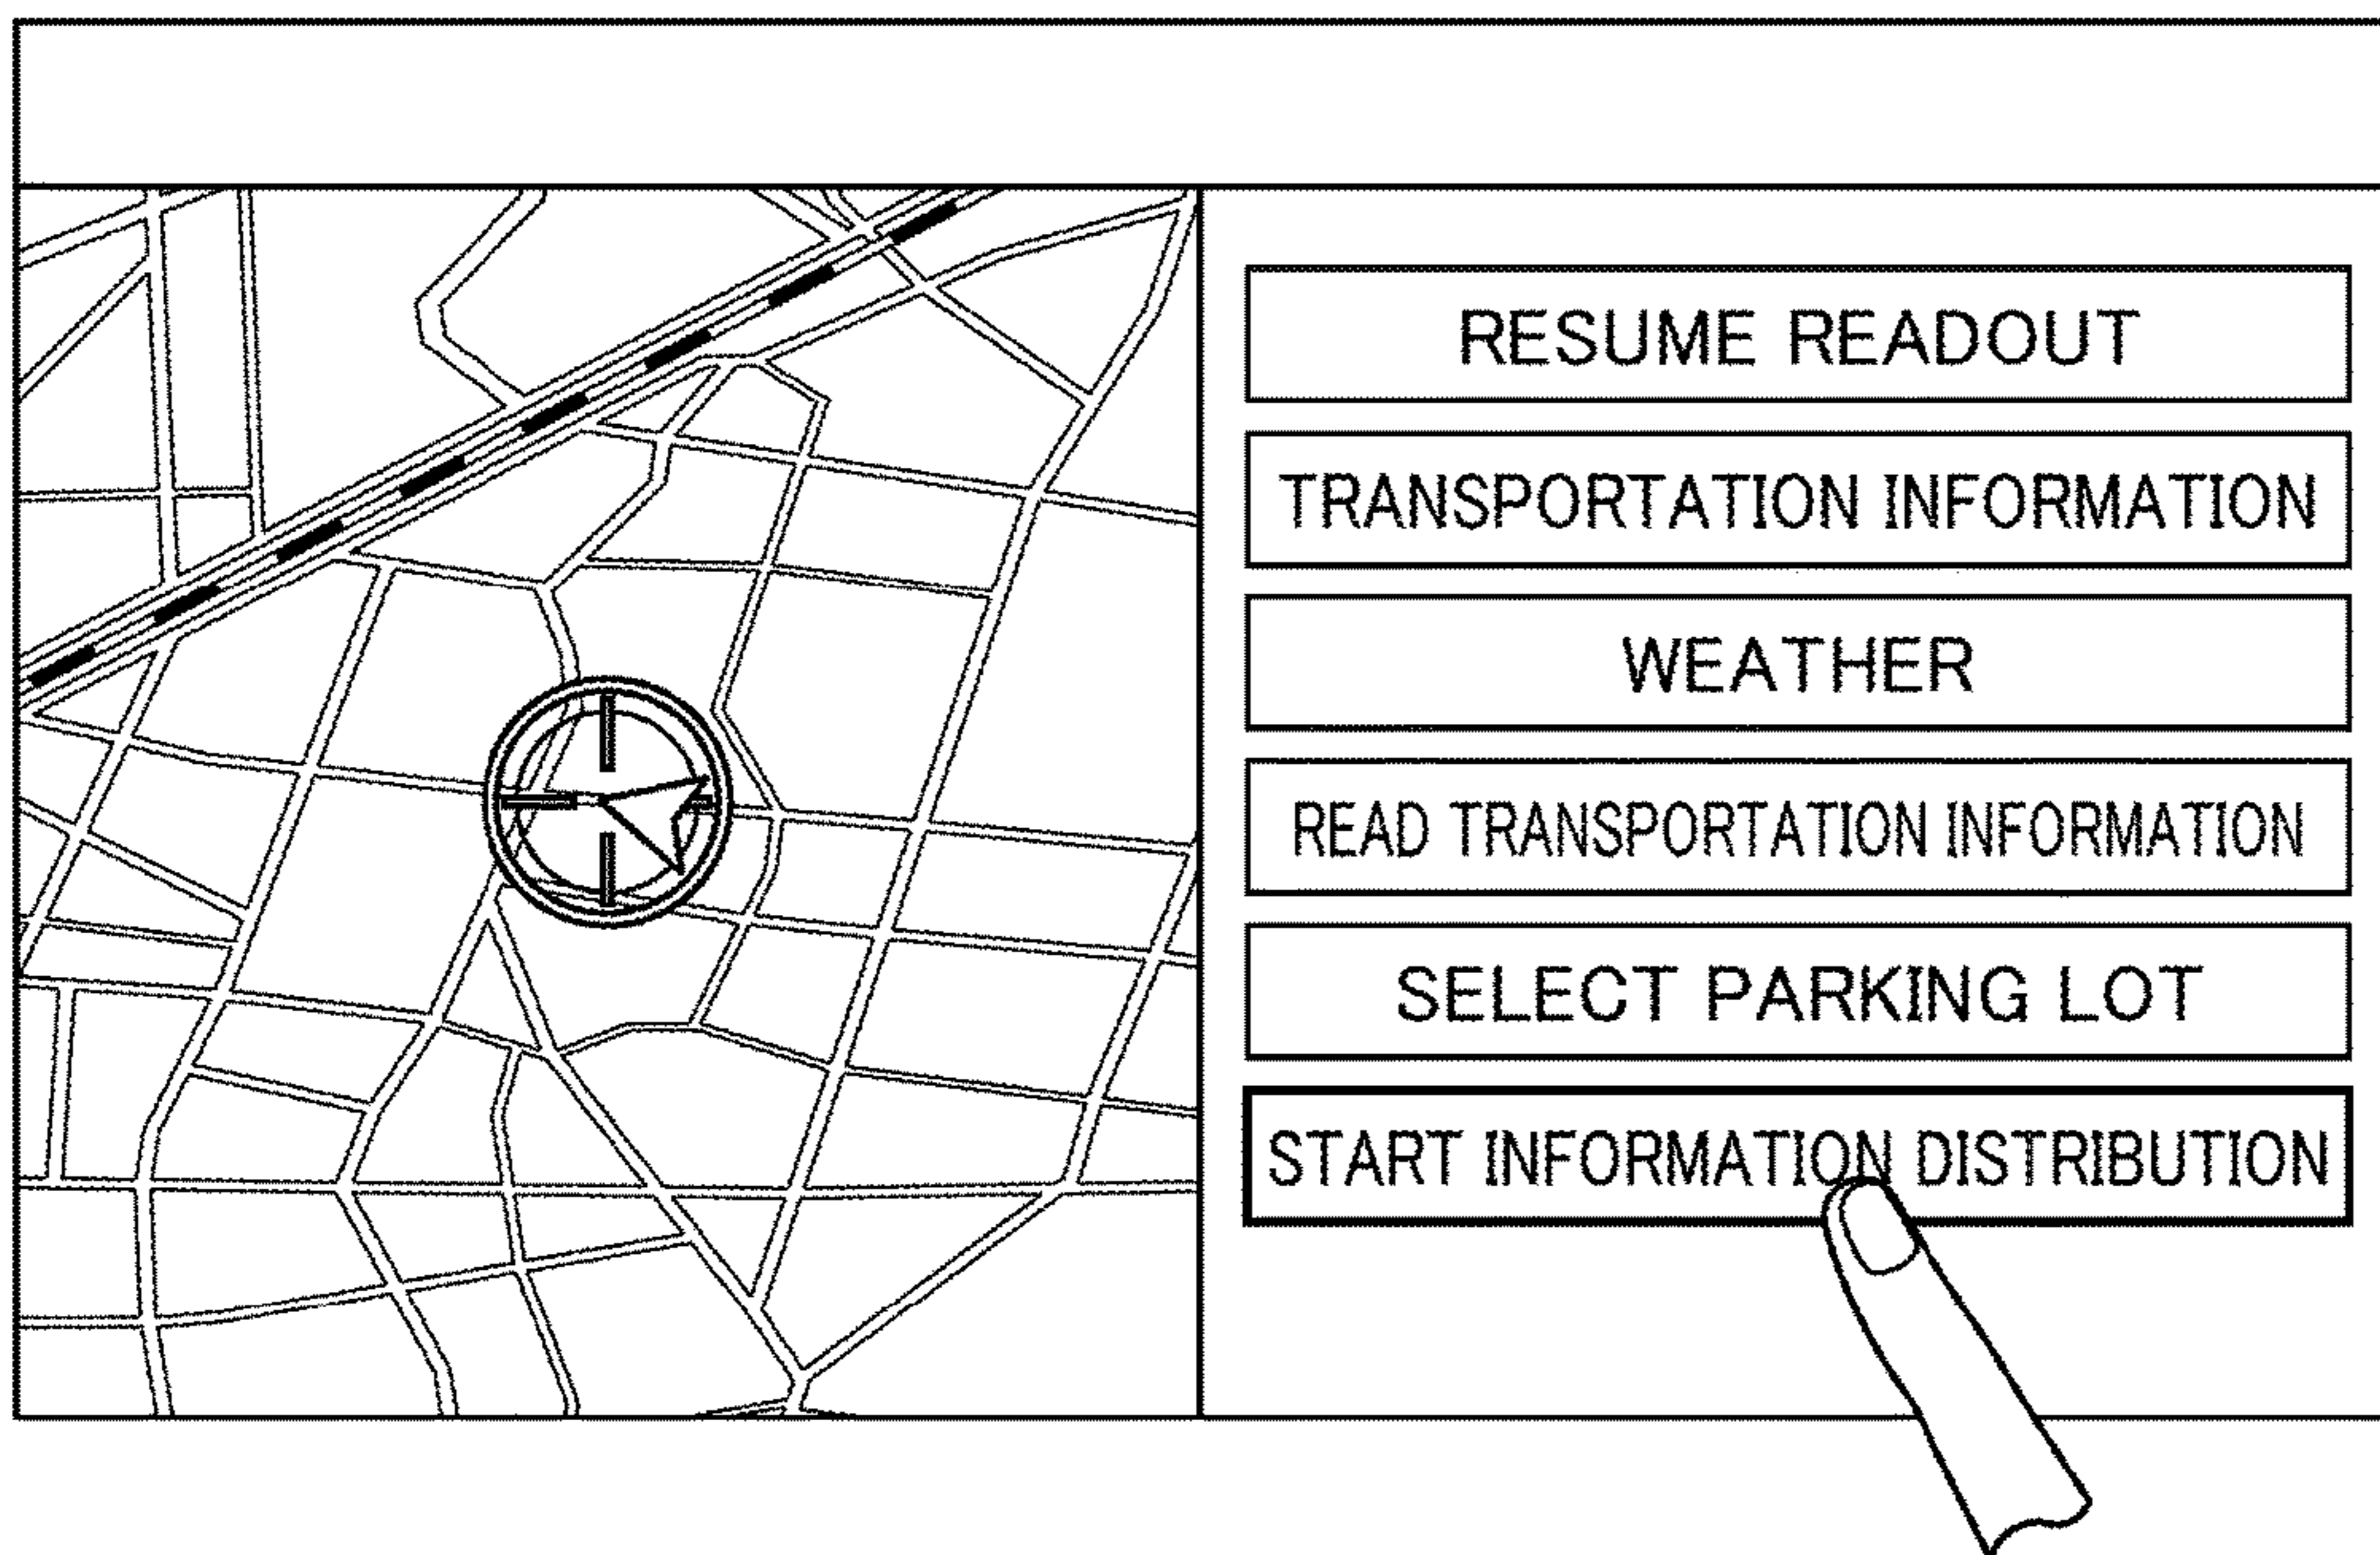 RESUME READOUT
TRANSPORTATION INFORMATION
WEATHER
READ TRANSPORTATION INFORMATION
SELECT PARKING LOT
START INFORMATION DISTRIBUTION